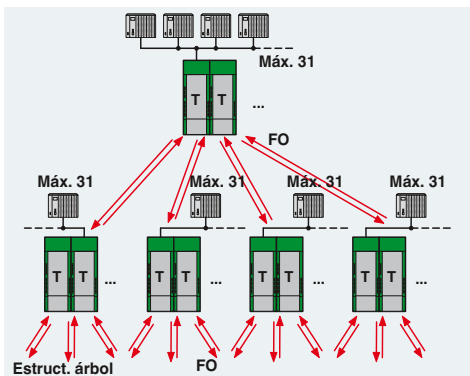 Máx. 31
T T ...
FO
Máx. 31 Máx. 31 Máx. 31 Máx. 31
T T ... T T ... T T ... T T ...
Estruct. árbol FO